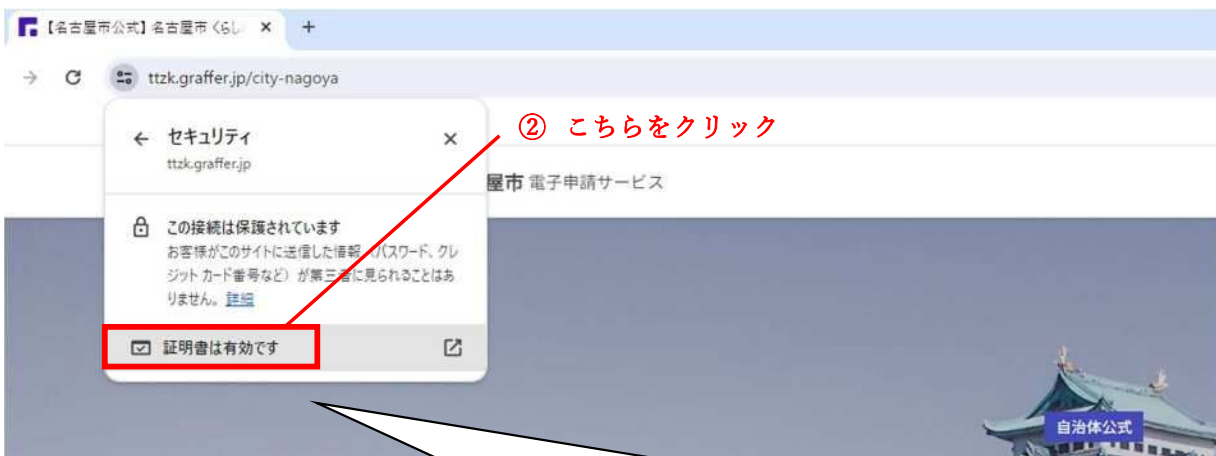 【名古屋市公式】名古屋市くらし
ttzk.graffer.jp/city-nagoya
セキュリティ
ttzk.graffer.jp
② こちらをクリック
屋市 電子申請サービス
この接続は保護されています
お客様がこのサイトに送信した情報（パスワード、クレ
ジット カード番号など）が第三者に見られることはあ
りません。詳細
証明書は有効です
自治体公式